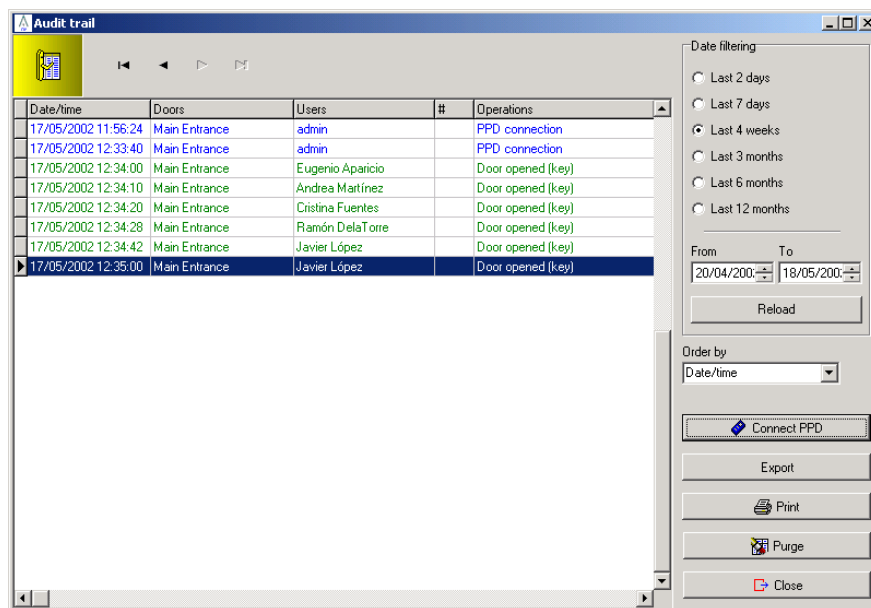 Audit trail
Date/time Doors Users # Operations
17/05/2002 11:56:24 Main Entrance admin PPD connection
17/05/2002 12:33:40 Main Entrance admin PPD connection
17/05/2002 12:34:00 Main Entrance Eugenio Aparicio Door opened (key)
17/05/2002 12:34:10 Main Entrance Andrea Martínez Door opened (key)
17/05/2002 12:34:20 Main Entrance Cristina Fuentes Door opened (key)
17/05/2002 12:34:28 Main Entrance Ramón DelaTorre Door opened (key)
17/05/2002 12:34:42 Main Entrance Javier López Door opened (key)
17/05/2002 12:35:00 Main Entrance Javier López Door opened (key)
Date filtering
Last 2 days
Last 7 days
Last 4 weeks
Last 3 months
Last 6 months
Last 12 months
From To
20/04/200 18/05/200
Reload
Order by
Date/time
Connect PPD
Export
Print
Purge
Close